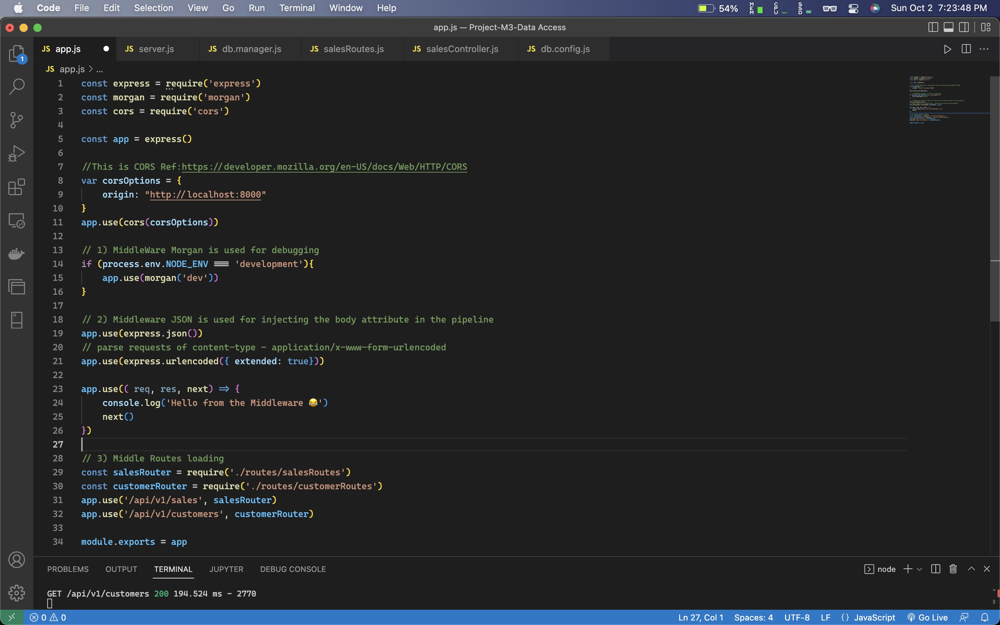 Code File Edit Selection View Go Run Terminal Window Help 54% MEM CPU SSD Sun Oct 2 7:23:48 PM
app.js — Project-M3-Data Access
JS app.js JS server.js JS db.manager.js JS salesRoutes.js JS salesController.js JS db.config.js
1
JS app.js > ...
1 const express = require('express')
2 const morgan = require('morgan')
3 const cors = require('cors')
4
5 const app = express()
6
7 //This is CORS Ref:https://developer.mozilla.org/en-US/docs/Web/HTTP/CORS
8 var corsOptions = {
9     origin: "http://localhost:8000"
10 }
11 app.use(cors(corsOptions))
12
13 // 1) MiddleWare Morgan is used for debugging
14 if (process.env.NODE_ENV === 'development'){
15     app.use(morgan('dev'))
16 }
17
18 // 2) Middleware JSON is used for injecting the body attribute in the pipeline
19 app.use(express.json())
20 // parse requests of content-type - application/x-www-form-urlencoded
21 app.use(express.urlencoded({ extended: true}))
22
23 app.use(( req, res, next) => {
24     console.log('Hello from the Middleware 😂')
25     next()
26 })
27
28 // 3) Middle Routes loading
29 const salesRouter = require('./routes/salesRoutes')
30 const customerRouter = require('./routes/customerRoutes')
31 app.use('/api/v1/sales', salesRouter)
32 app.use('/api/v1/customers', customerRouter)
33
34 module.exports = app
PROBLEMS OUTPUT TERMINAL JUPYTER DEBUG CONSOLE node
GET /api/v1/customers 200 194.524 ms - 2770
0 0 Ln 27, Col 1 Spaces: 4 UTF-8 LF {} JavaScript Go Live